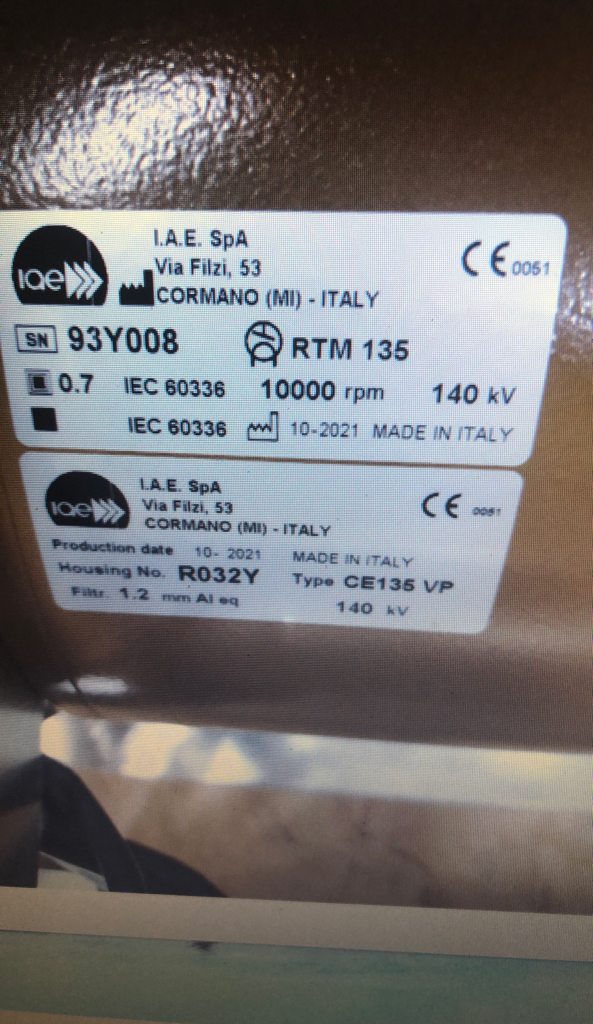 iae
I.A.E. SpA
Via Filzi, 53
CORMANO (MI) - ITALY
CE 0051
SN 93Y008 RTM 135
0.7 IEC 60336 10000 rpm 140 kV
IEC 60336 10-2021 MADE IN ITALY
iae
I.A.E. SpA
Via Filzi, 53
CORMANO (MI) - ITALY
CE 0051
Production date 10- 2021 MADE IN ITALY
Housing No. R032Y Type CE135 VP
Filtr. 1.2 mm Al eq 140 kV